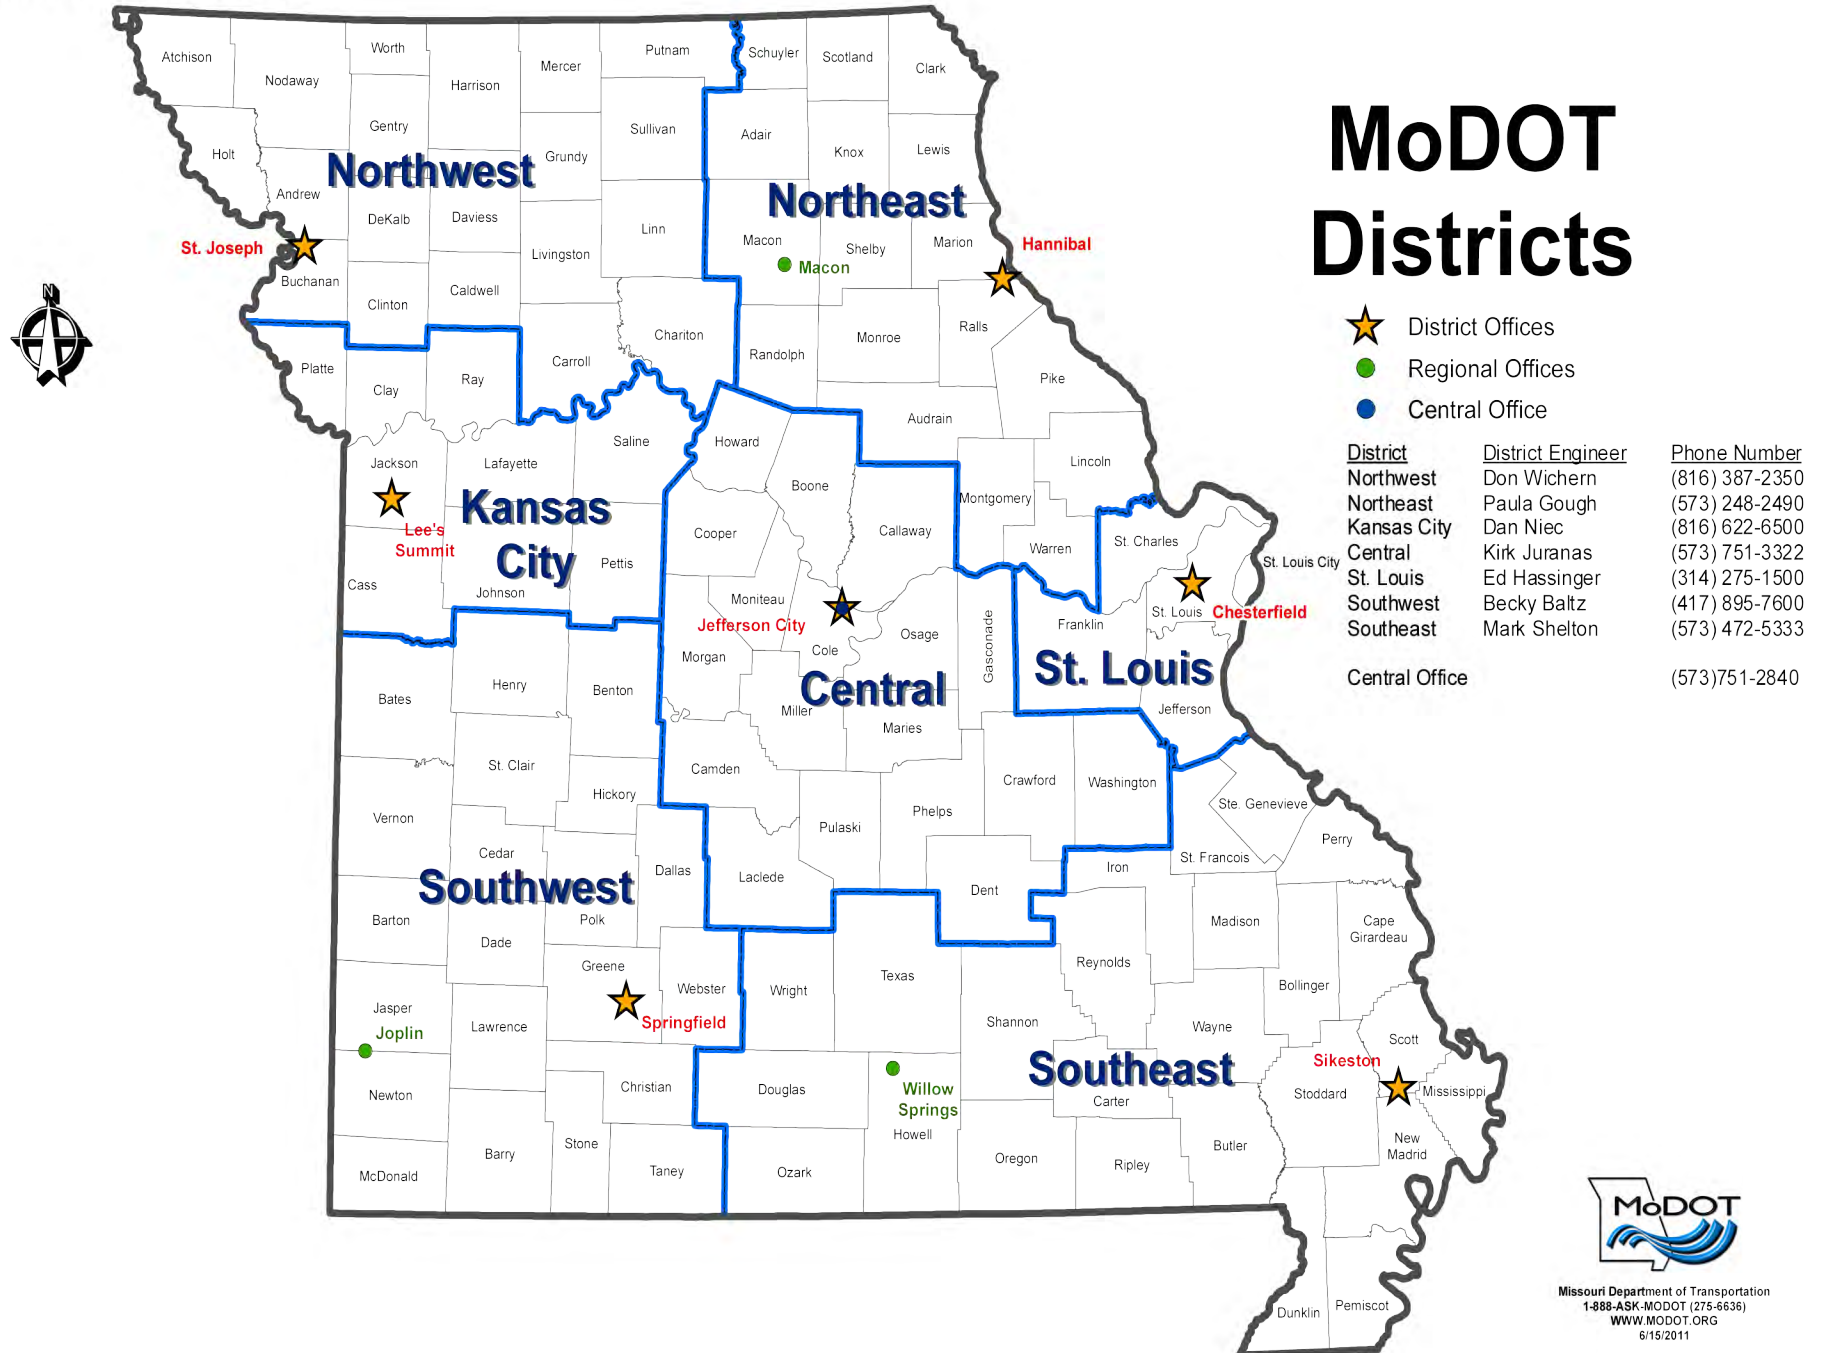 MoDOT
Districts
District Offices
Regional Offices
Central Office
District District Engineer Phone Number
Northwest Don Wichern (816) 387-2350
Northeast Paula Gough (573) 248-2490
Kansas City Dan Niec (816) 622-6500
Central Kirk Juranas (573) 751-3322
St. Louis Ed Hassinger (314) 275-1500
Southwest Becky Baltz (417) 895-7600
Southeast Mark Shelton (573) 472-5333
Central Office (573)751-2840
N
Northwest
Atchison
Nodaway
Worth
Harrison
Mercer
Putnam
Gentry
Sullivan
Holt
Grundy
Andrew
DeKalb
Daviess
Linn
Livingston
St. Joseph
Buchanan
Clinton
Caldwell
Chariton
Carroll
Northeast
Schuyler
Scotland
Clark
Adair
Knox
Lewis
Macon
Macon
Shelby
Marion
Hannibal
Randolph
Monroe
Ralls
Pike
Audrain
Lincoln
Montgomery
Warren
Kansas
City
Platte
Clay
Ray
Saline
Jackson
Lafayette
Lee's
Summit
Cass
Johnson
Pettis
Central
Howard
Boone
Callaway
Cooper
Moniteau
Jefferson City
Cole
Osage
Gasconade
Morgan
Miller
Maries
Camden
Pulaski
Phelps
Crawford
Washington
Laclede
Dent
St. Louis
St. Charles
St. Louis City
St. Louis
Chesterfield
Franklin
Jefferson
Southwest
Bates
Henry
Benton
St. Clair
Hickory
Vernon
Cedar
Dallas
Barton
Polk
Dade
Greene
Webster
Springfield
Jasper
Joplin
Lawrence
Newton
Christian
Barry
Stone
Taney
McDonald
Southeast
Ste. Genevieve
Perry
St. Francois
Iron
Madison
Cape
Girardeau
Reynolds
Bollinger
Wright
Texas
Shannon
Wayne
Scott
Sikeston
Mississippi
Stoddard
Douglas
Willow
Springs
Howell
Carter
New
Madrid
Ozark
Oregon
Ripley
Butler
Dunklin
Pemiscot
MoDOT
Missouri Department of Transportation
1-888-ASK-MODOT (275-6636)
WWW.MODOT.ORG
6/15/2011